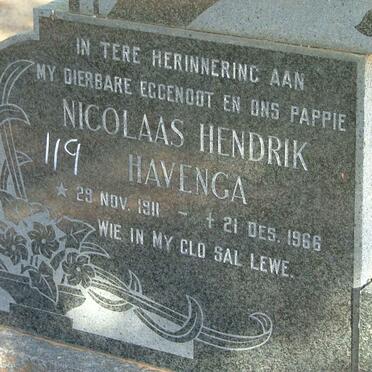 IN TERE HERINNERING AAN
MY DIERBARE EGGENOOT EN ONS PAPPIE
NICOLAAS HENDRIK
119
HAVENGA
★ 29 NOV. 1911 – ✝ 21 DES. 1966
WIE IN MY GLO SAL LEWE.